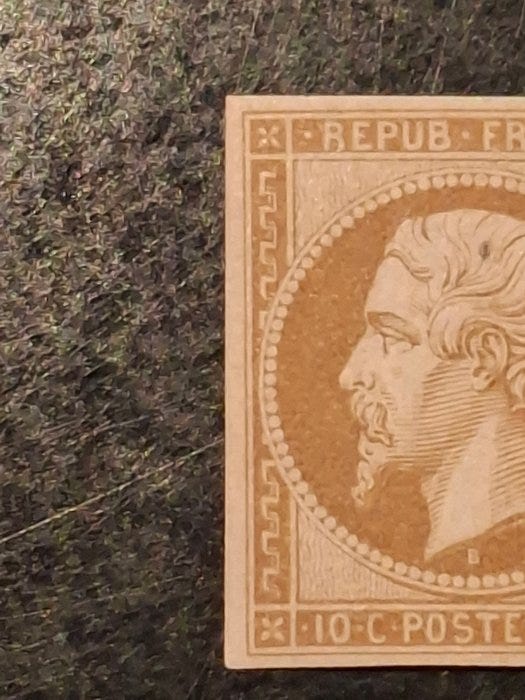 · REPUB · FR
B
· 10 · C · POSTE